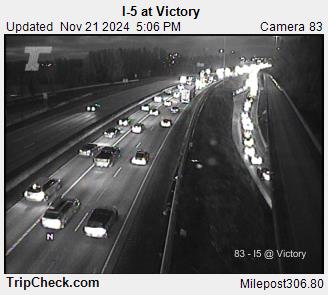 I-5 at Victory
Updated Nov 21 2024 5:06 PM Camera 83
T
N
83 - I5 @ Victory
TripCheck.com Milepost306.80